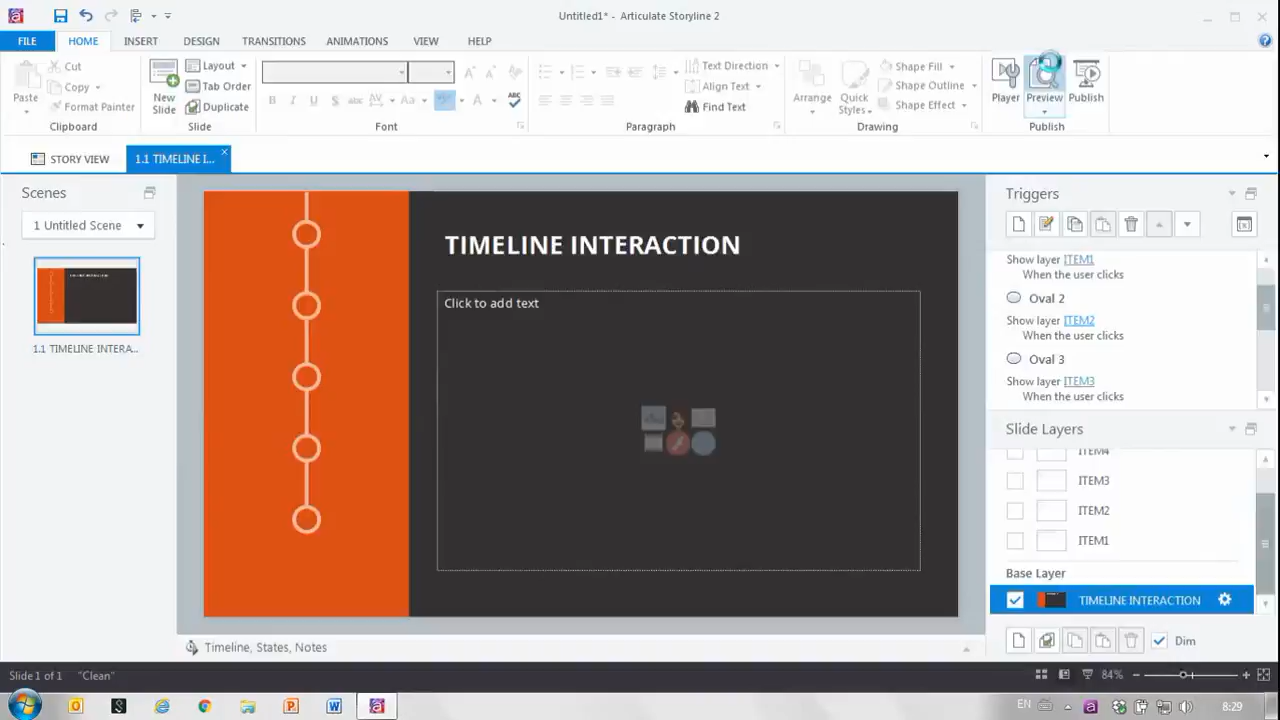 Untitled1* - Articulate Storyline 2
FILE HOME INSERT DESIGN TRANSITIONS ANIMATIONS VIEW HELP
Paste
Cut
Copy
Format Painter
Clipboard
New Slide
Layout
Tab Order
Duplicate
Slide
Font
Text Direction
Align Text
Find Text
Paragraph
Arrange
Quick Styles
Shape Fill
Shape Outline
Shape Effect
Drawing
Player
Preview
Publish
Publish
STORY VIEW
1.1 TIMELINE I...
Scenes
1 Untitled Scene
1.1 TIMELINE INTERA...
TIMELINE INTERACTION
Click to add text
Timeline, States, Notes
Triggers
Show layer ITEM1
When the user clicks
Oval 2
Show layer ITEM2
When the user clicks
Oval 3
Show layer ITEM3
When the user clicks
Slide Layers
ITEM4
ITEM3
ITEM2
ITEM1
Base Layer
TIMELINE INTERACTION
Dim
Slide 1 of 1 "Clean"
84%
EN
8:29